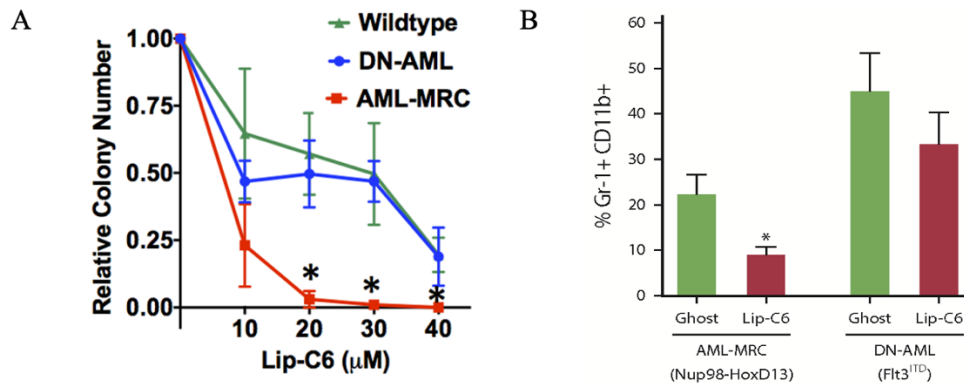 A
Wildtype
DN-AML
AML-MRC
Relative Colony Number
1.00
0.75
0.50
0.25
0.00
* * *
10 20 30 40
Lip-C6 (μM)
B
% Gr-1+ CD11b+
60
50
40
30
20
10
0
*
Ghost Lip-C6 Ghost Lip-C6
AML-MRC DN-AML
(Nup98-HoxD13) (Flt3ITD)